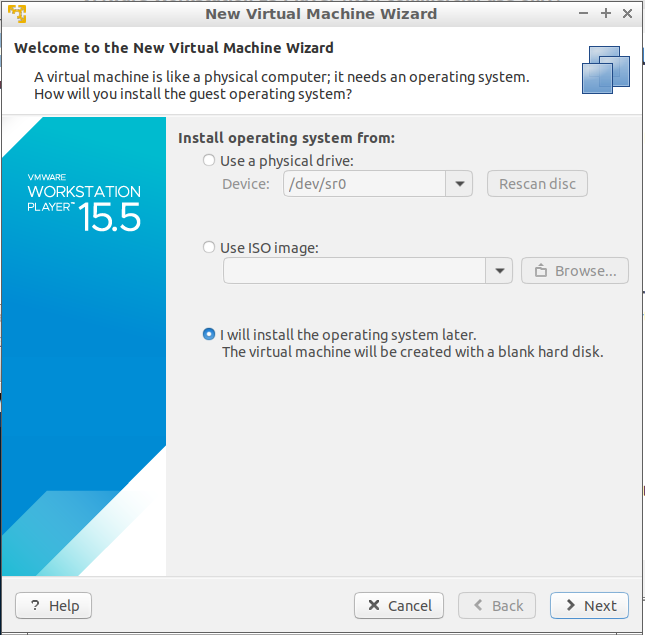 New Virtual Machine Wizard
Welcome to the New Virtual Machine Wizard
A virtual machine is like a physical computer; it needs an operating system.
How will you install the guest operating system?
VMWARE
WORKSTATION
PLAYER™ 15.5
Install operating system from:
Use a physical drive:
Device: /dev/sr0 Rescan disc
Use ISO image:
Browse...
I will install the operating system later.
The virtual machine will be created with a blank hard disk.
? Help Cancel Back Next